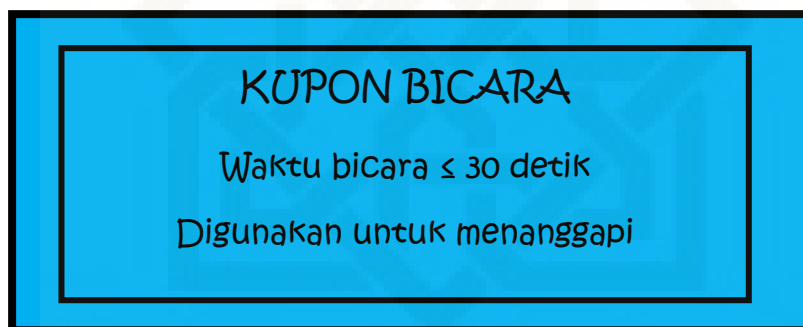 KUPON BICARA
Waktu bicara ≤ 30 detik
Digunakan untuk menanggapi